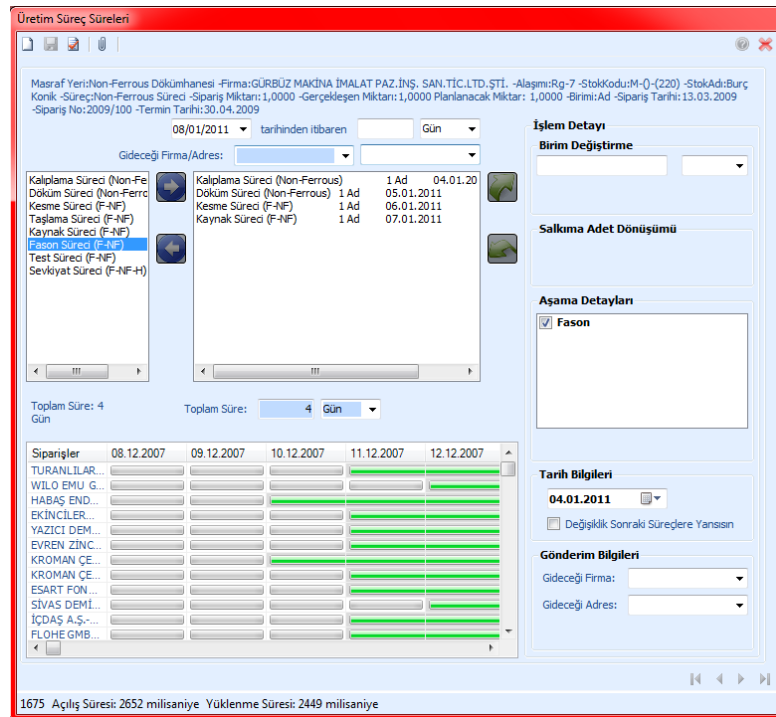 Üretim Süreç Süreleri
Masraf Yeri:Non-Ferrous Dökümhanesi -Firma:GÜRBÜZ MAKİNA İMALAT PAZ.İNŞ. SAN.TİC.LTD.ŞTİ. -Alaşımı:Rg-7 -StokKodu:M-()-(220) -StokAdı:Burç
Konik -Süreç:Non-Ferrous Süreci -Sipariş Miktarı:1,0000 -Gerçekleşen Miktarı:1,0000 Planlanacak Miktar: 1,0000 -Birimi:Ad -Sipariş Tarihi:13.03.2009
-Sipariş No:2009/100 -Termin Tarihi:30.04.2009
08/01/2011 tarihinden itibaren Gün
Gideceği Firma/Adres:
Kalıplama Süreci (Non-Fe
Döküm Süreci (Non-Ferrc
Kesme Süreci (F-NF)
Taşlama Süreci (F-NF)
Kaynak Süreci (F-NF)
Fason Süreci (F-NF)
Test Süreci (F-NF)
Sevkiyat Süreci (F-NF-H)
Kalıplama Süreci (Non-Ferrous) 1 Ad 04.01.20
Döküm Süreci (Non-Ferrous) 1 Ad 05.01.2011
Kesme Süreci (F-NF) 1 Ad 06.01.2011
Kaynak Süreci (F-NF) 1 Ad 07.01.2011
Toplam Süre: 4
Gün
Toplam Süre: 4 Gün
Siparişler 08.12.2007 09.12.2007 10.12.2007 11.12.2007 12.12.2007
TURANLILAR...
WILO EMU G...
HABAŞ END...
EKİNCİLER...
YAZICI DEM...
EVREN ZİNC...
KROMAN ÇE...
KROMAN ÇE...
ESART FON...
SİVAS DEMİ...
İÇDAŞ A.Ş.-...
FLOHE GMB...
İşlem Detayı
Birim Değiştirme
Salkıma Adet Dönüşümü
Aşama Detayları
Fason
Tarih Bilgileri
04.01.2011
Değişiklik Sonraki Süreçlere Yansısın
Gönderim Bilgileri
Gideceği Firma:
Gideceği Adres:
1675 Açılış Süresi: 2652 milisaniye Yüklenme Süresi: 2449 milisaniye